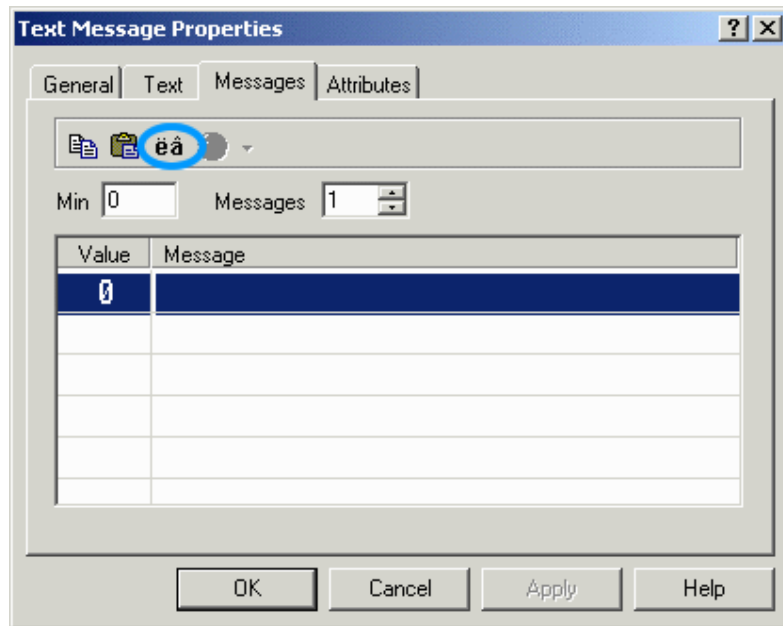 Text Message Properties
General Text Messages Attributes
ëâ
Min 0 Messages 1
Value Message
0
OK Cancel Apply Help